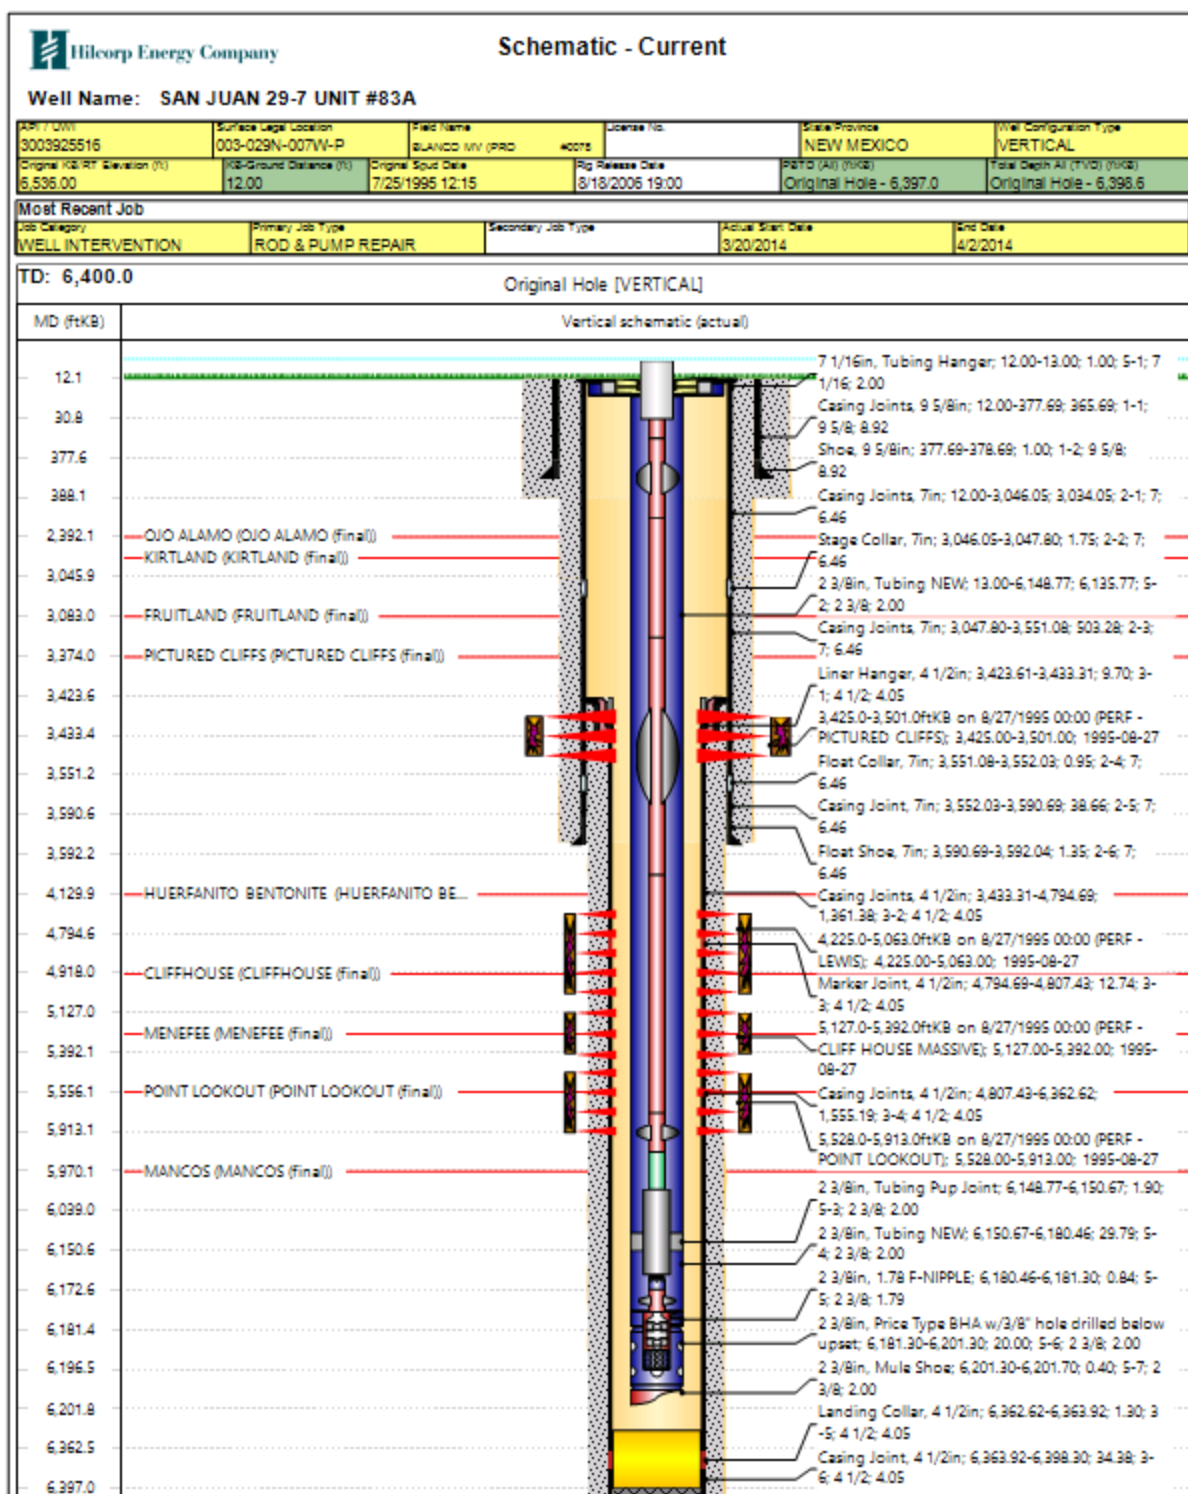 Hilcorp Energy Company
Schematic - Current
Well Name: SAN JUAN 29-7 UNIT #83A
API / UWI
Surface Legal Location
Field Name
License No.
State/Province
Well Configuration Type
3003925516
003-029N-007W-P
BLANCO MV (PRO #0078
NEW MEXICO
VERTICAL
Original KB/RT Elevation (ft)
KB-Ground Distance (ft)
Original Spud Date
Rig Release Date
PBTD (All) (ftKB)
Total Depth All (TVD) (ftKB)
6,536.00
12.00
7/25/1995 12:15
8/18/2006 19:00
Original Hole - 6,397.0
Original Hole - 6,398.6
Most Recent Job
Job Category
Primary Job Type
Secondary Job Type
Actual Start Date
End Date
WELL INTERVENTION
ROD & PUMP REPAIR
3/20/2014
4/2/2014
TD: 6,400.0
Original Hole [VERTICAL]
MD (ftKB)
Vertical schematic (actual)
12.1
30.8
377.6
388.1
2,392.1
3,045.9
3,083.0
3,374.0
3,423.6
3,433.4
3,551.2
3,590.6
3,592.2
4,129.9
4,794.6
4,918.0
5,127.0
5,392.1
5,556.1
5,913.1
5,970.1
6,039.0
6,150.6
6,172.6
6,181.4
6,196.5
6,201.8
6,362.5
6,397.0
OJO ALAMO (OJO ALAMO (final))
KIRTLAND (KIRTLAND (final))
FRUITLAND (FRUITLAND (final))
PICTURED CLIFFS (PICTURED CLIFFS (final))
HUERFANITO BENTONITE (HUERFANITO BE...
CLIFFHOUSE (CLIFFHOUSE (final))
MENEFEE (MENEFEE (final))
POINT LOOKOUT (POINT LOOKOUT (final))
MANCOS (MANCOS (final))
7 1/16in, Tubing Hanger; 12.00-13.00; 1.00; 5-1; 7
1/16; 2.00
Casing Joints, 9 5/8in; 12.00-377.69; 365.69; 1-1;
9 5/8; 8.92
Shoe, 9 5/8in; 377.69-378.69; 1.00; 1-2; 9 5/8;
8.92
Casing Joints, 7in; 12.00-3,046.05; 3,034.05; 2-1; 7;
6.46
Stage Collar, 7in; 3,046.05-3,047.80; 1.75; 2-2; 7;
6.46
2 3/8in, Tubing NEW; 13.00-6,148.77; 6,135.77; 5-
2; 2 3/8; 2.00
Casing Joints, 7in; 3,047.80-3,551.08; 503.28; 2-3;
7; 6.46
Liner Hanger, 4 1/2in; 3,423.61-3,433.31; 9.70; 3-
1; 4 1/2; 4.05
3,425.0-3,501.0ftKB on 8/27/1995 00:00 (PERF -
PICTURED CLIFFS); 3,425.00-3,501.00; 1995-08-27
Float Collar, 7in; 3,551.08-3,552.03; 0.95; 2-4; 7;
6.46
Casing Joint, 7in; 3,552.03-3,590.69; 38.66; 2-5; 7;
6.46
Float Shoe, 7in; 3,590.69-3,592.04; 1.35; 2-6; 7;
6.46
Casing Joints, 4 1/2in; 3,433.31-4,794.69;
1,361.38; 3-2; 4 1/2; 4.05
4,225.0-5,063.0ftKB on 8/27/1995 00:00 (PERF -
LEWIS); 4,225.00-5,063.00; 1995-08-27
Marker Joint, 4 1/2in; 4,794.69-4,807.43; 12.74; 3-
3; 4 1/2; 4.05
5,127.0-5,392.0ftKB on 8/27/1995 00:00 (PERF -
CLIFF HOUSE MASSIVE); 5,127.00-5,392.00; 1995-
08-27
Casing Joints, 4 1/2in; 4,807.43-6,362.62;
1,555.19; 3-4; 4 1/2; 4.05
5,528.0-5,913.0ftKB on 8/27/1995 00:00 (PERF -
POINT LOOKOUT); 5,528.00-5,913.00; 1995-08-27
2 3/8in, Tubing Pup Joint; 6,148.77-6,150.67; 1.90;
5-3; 2 3/8; 2.00
2 3/8in, Tubing NEW; 6,150.67-6,180.46; 29.79; 5-
4; 2 3/8; 2.00
2 3/8in, 1.78 F-NIPPLE; 6,180.46-6,181.30; 0.84; 5-
5; 2 3/8; 1.79
2 3/8in, Price Type BHA w/3/8" hole drilled below
upset; 6,181.30-6,201.30; 20.00; 5-6; 2 3/8; 2.00
2 3/8in, Mule Shoe; 6,201.30-6,201.70; 0.40; 5-7; 2
3/8; 2.00
Landing Collar, 4 1/2in; 6,362.62-6,363.92; 1.30; 3
-5; 4 1/2; 4.05
Casing Joint, 4 1/2in; 6,363.92-6,398.30; 34.38; 3-
6; 4 1/2; 4.05